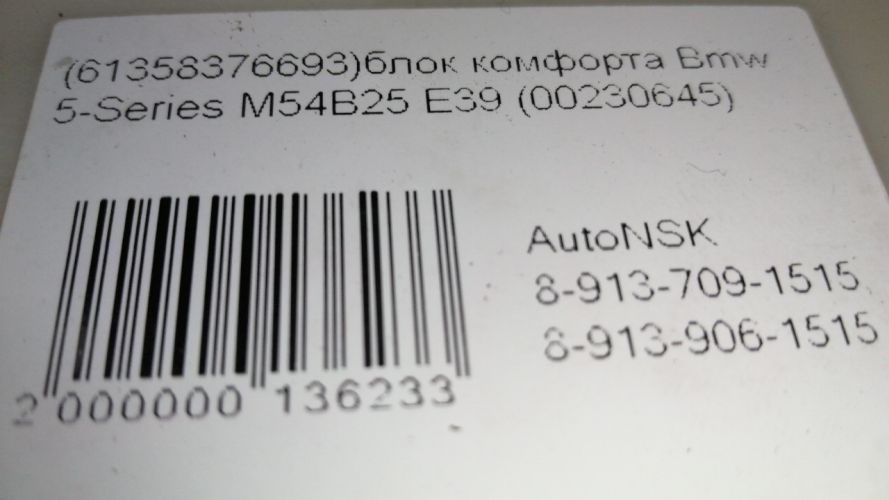 (61358376693)блок комфорта Bmw
5-Series M54B25 E39 (00230645)
AutoNSK
8-913-709-1515
8-913-906-1515
2 000000 136233